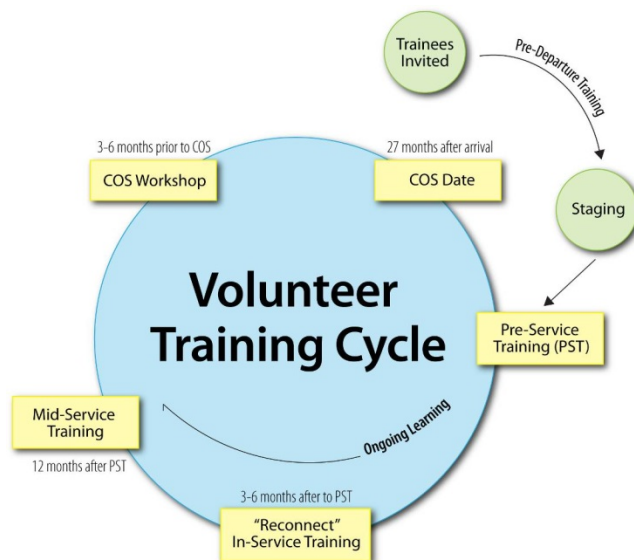 Trainees
Invited
Pre-Departure Training
Staging
Pre-Service
Training (PST)
3-6 months prior to COS
COS Workshop
27 months after arrival
COS Date
Volunteer
Training Cycle
Ongoing Learning
Mid-Service
Training
12 months after PST
3-6 months after to PST
“Reconnect”
In-Service Training